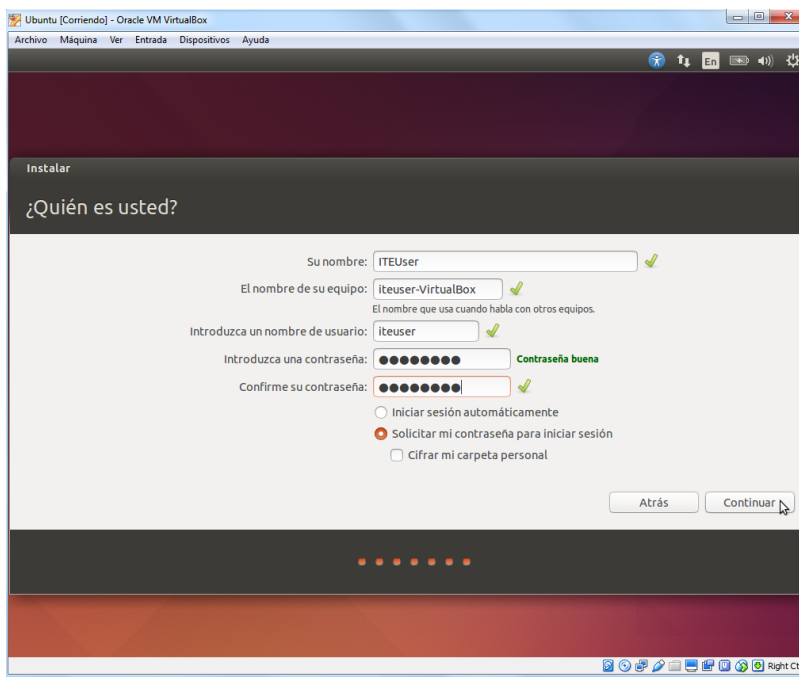 Ubuntu [Corriendo] - Oracle VM VirtualBox
Archivo Máquina Ver Entrada Dispositivos Ayuda
En
Instalar
¿Quién es usted?
Su nombre: ITEUser
El nombre de su equipo: iteuser-VirtualBox
El nombre que usa cuando habla con otros equipos.
Introduzca un nombre de usuario: iteuser
Introduzca una contraseña: ●●●●●●●● Contraseña buena
Confirme su contraseña: ●●●●●●●●
Iniciar sesión automáticamente
Solicitar mi contraseña para iniciar sesión
Cifrar mi carpeta personal
Atrás Continuar
Right Ct